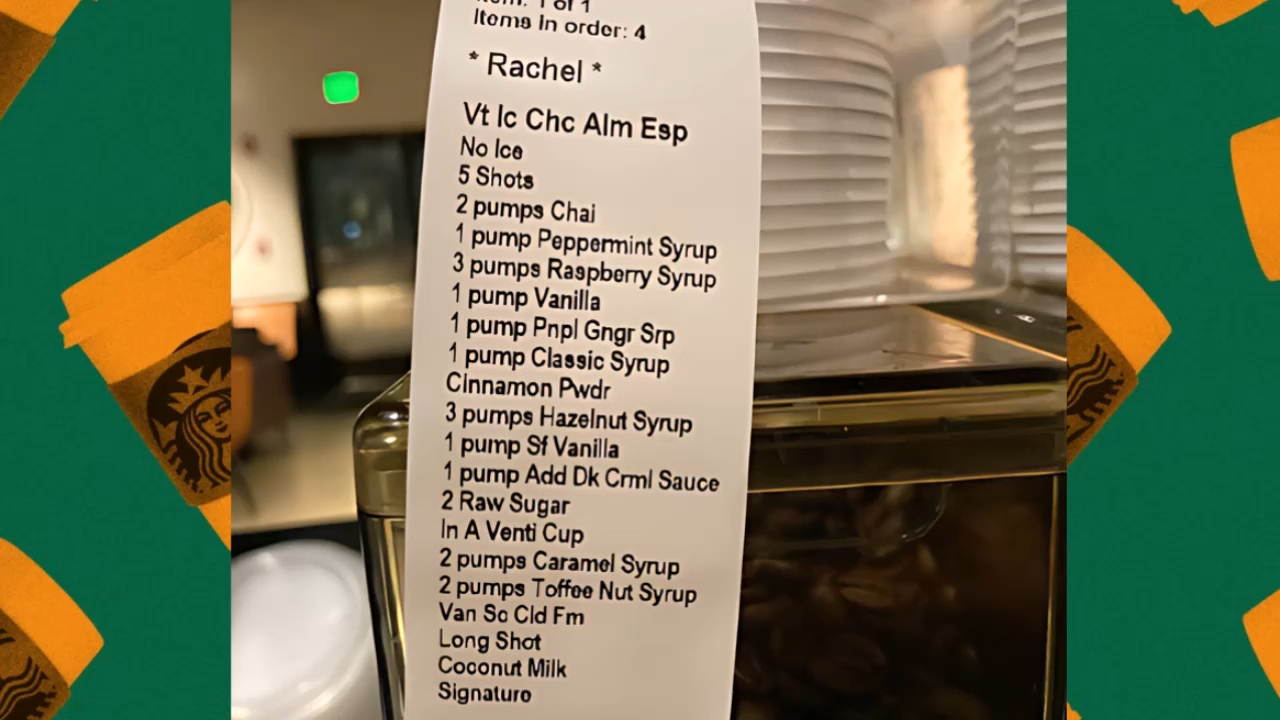 Item: 1 of 1
Items in order: 4
* Rachel *
Vt Ic Chc Alm Esp
No Ice
5 Shots
2 pumps Chai
1 pump Peppermint Syrup
3 pumps Raspberry Syrup
1 pump Vanilla
1 pump Pnpl Gngr Srp
1 pump Classic Syrup
Cinnamon Pwdr
3 pumps Hazelnut Syrup
1 pump Sf Vanilla
1 pump Add Dk Crml Sauce
2 Raw Sugar
In A Venti Cup
2 pumps Caramel Syrup
2 pumps Toffee Nut Syrup
Van Sc Cld Fm
Long Shot
Coconut Milk
Signature